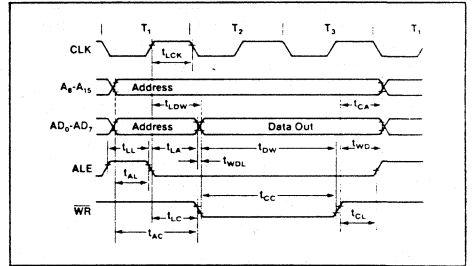 T1 T2 T3 T1
CLK
tLCK
A8-A15 Address
tLDW tCA
AD0-AD7 Address Data Out
tLL tLA tWDL tDW tWD
ALE
tAL tCC
WR
tLC tCL
tAC